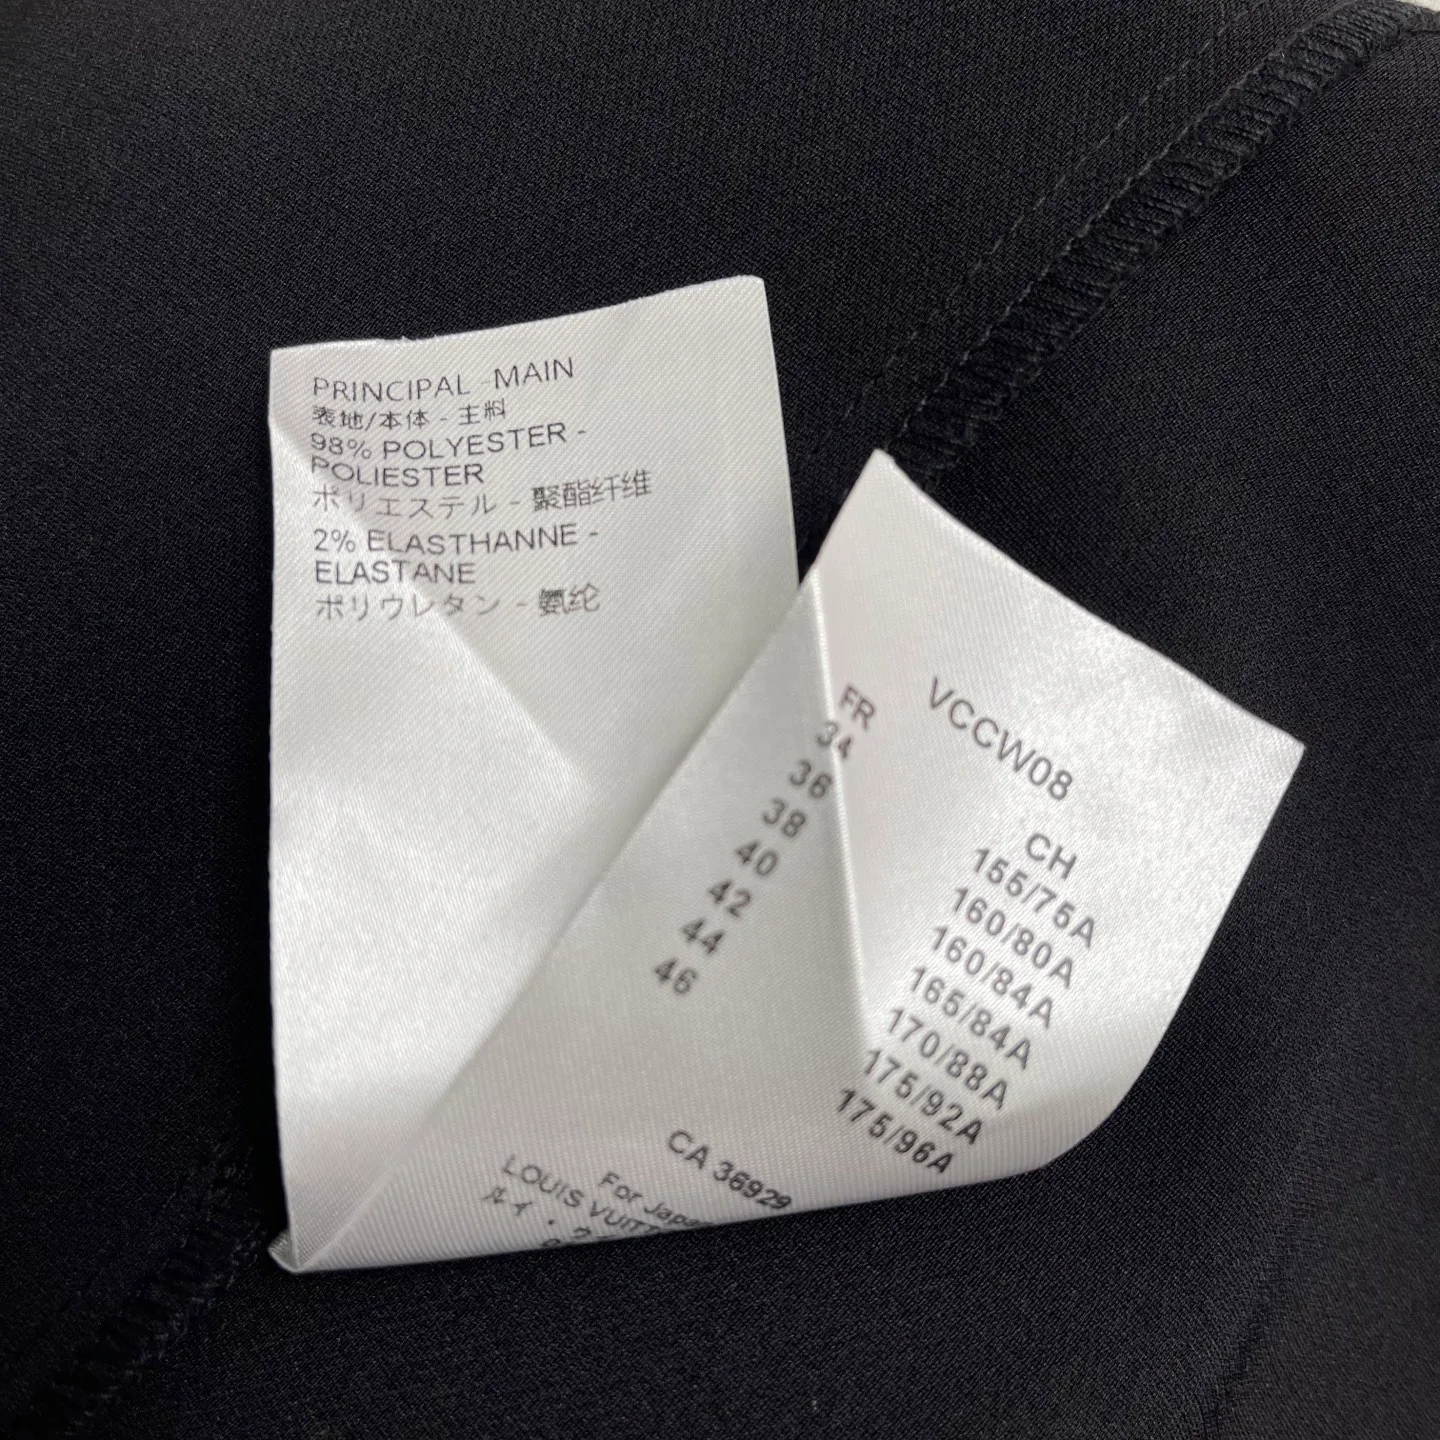 PRINCIPAL -MAIN
表地/本体 - 主料
98% POLYESTER -
POLIESTER
ポリエステル - 聚酯纤维
2% ELASTHANNE -
ELASTANE
ポリウレタン - 氨纶
VCCW08
FR CH
34 155/75A
36 160/80A
38 160/84A
40 165/84A
42 170/88A
44 175/92A
46 175/96A
CA 36929
For Japan
LOUIS VUITT
ルイ・